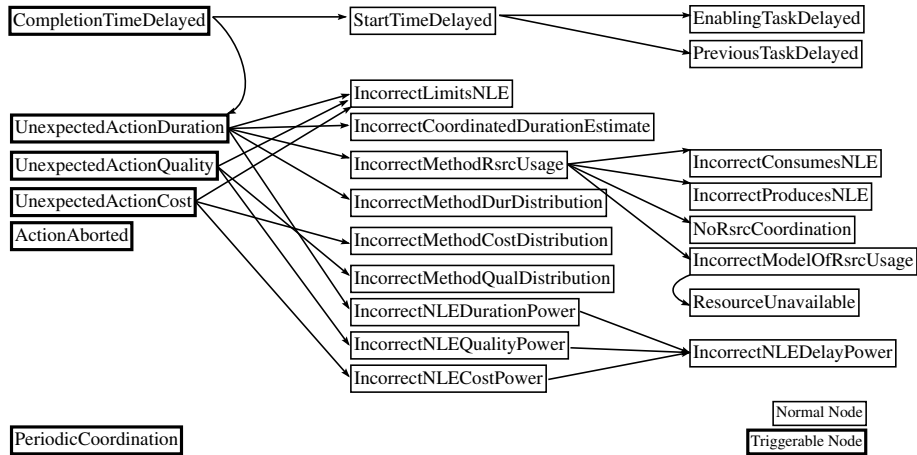 CompletionTimeDelayed
StartTimeDelayed
EnablingTaskDelayed
PreviousTaskDelayed
IncorrectLimitsNLE
UnexpectedActionDuration
IncorrectCoordinatedDurationEstimate
UnexpectedActionQuality
IncorrectMethodRsrcUsage
IncorrectConsumesNLE
UnexpectedActionCost
IncorrectMethodDurDistribution
IncorrectProducesNLE
ActionAborted
IncorrectMethodCostDistribution
NoRsrcCoordination
IncorrectModelOfRsrcUsage
IncorrectMethodQualDistribution
ResourceUnavailable
IncorrectNLEDurationPower
IncorrectNLEQualityPower
IncorrectNLEDelayPower
IncorrectNLECostPower
Normal Node
PeriodicCoordination
Triggerable Node